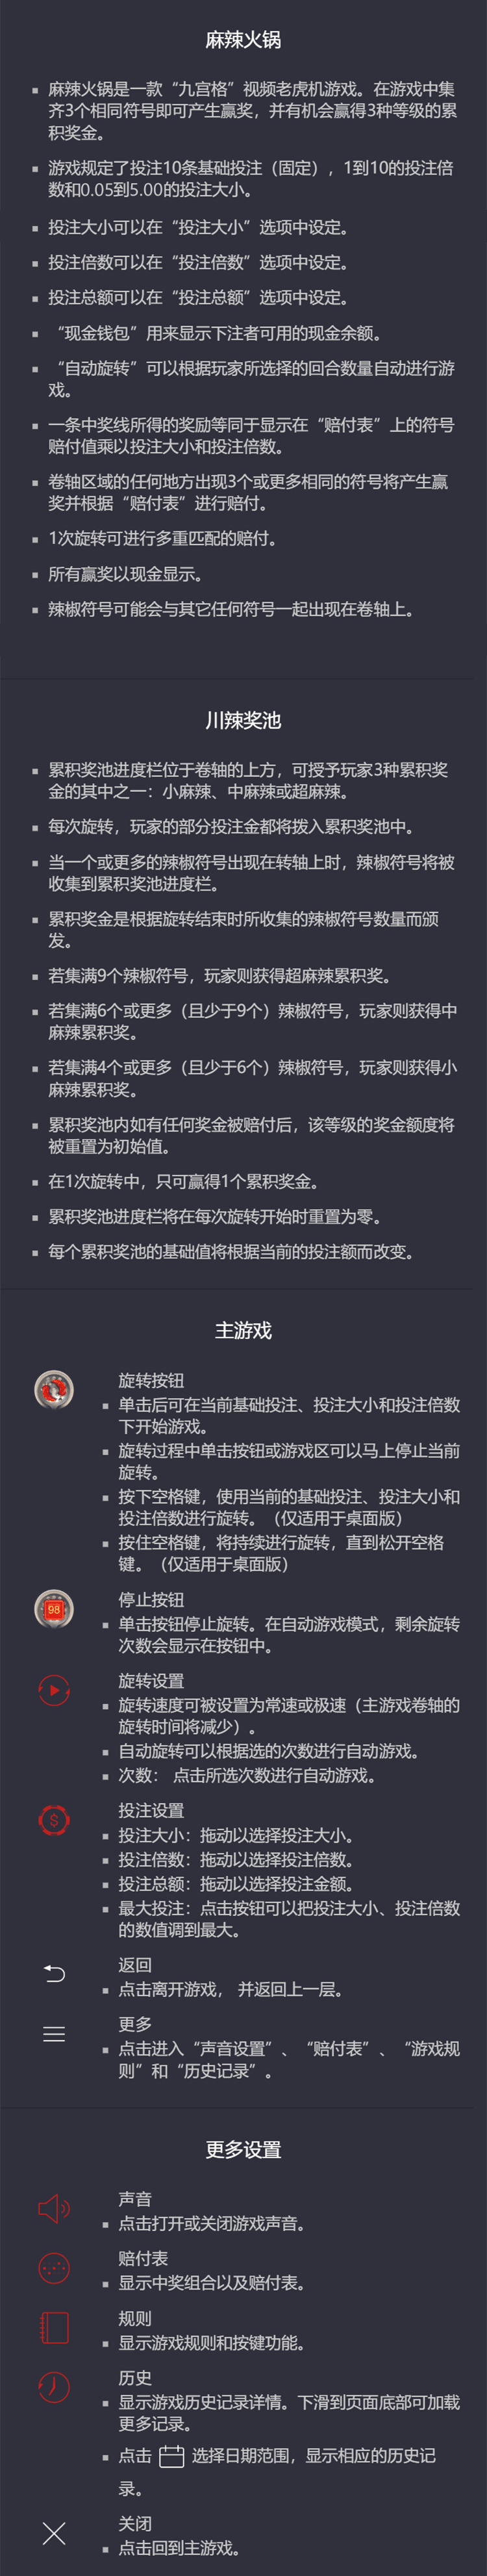 麻辣火锅
麻辣火锅是一款“九宫格”视频老虎机游戏。在游戏中集
齐3个相同符号即可产生赢奖，并有机会赢得3种等级的累
积奖金。
游戏规定了投注10条基础投注（固定），1到10的投注倍
数和0.05到5.00的投注大小。
投注大小可以在“投注大小”选项中设定。
投注倍数可以在“投注倍数”选项中设定。
投注总额可以在“投注总额”选项中设定。
“现金钱包”用来显示下注者可用的现金余额。
“自动旋转”可以根据玩家所选择的回合数量自动进行游
戏。
一条中奖线所得的奖励等同于显示在“赔付表”上的符号
赔付值乘以投注大小和投注倍数。
卷轴区域的任何地方出现3个或更多相同的符号将产生赢
奖并根据“赔付表”进行赔付。
1次旋转可进行多重匹配的赔付。
所有赢奖以现金显示。
辣椒符号可能会与其它任何符号一起出现在卷轴上。
川辣奖池
累积奖池进度栏位于卷轴的上方，可授予玩家3种累积奖
金的其中之一：小麻辣、中麻辣或超麻辣。
每次旋转，玩家的部分投注金都将拨入累积奖池中。
当一个或更多的辣椒符号出现在转轴上时，辣椒符号将被
收集到累积奖池进度栏。
累积奖金是根据旋转结束时所收集的辣椒符号数量而颁
发。
若集满9个辣椒符号，玩家则获得超麻辣累积奖。
若集满6个或更多（且少于9个）辣椒符号，玩家则获得中
麻辣累积奖。
若集满4个或更多（且少于6个）辣椒符号，玩家则获得小
麻辣累积奖。
累积奖池内如有任何奖金被赔付后，该等级的奖金额度将
被重置为初始值。
在1次旋转中，只可赢得1个累积奖金。
累积奖池进度栏将在每次旋转开始时重置为零。
每个累积奖池的基础值将根据当前的投注额而改变。
主游戏
旋转按钮
单击后可在当前基础投注、投注大小和投注倍数
下开始游戏。
旋转过程中单击按钮或游戏区可以马上停止当前
旋转。
按下空格键，使用当前的基础投注、投注大小和
投注倍数进行旋转。（仅适用于桌面版）
按住空格键，将持续进行旋转，直到松开空格
键。（仅适用于桌面版）
98
停止按钮
单击按钮停止旋转。在自动游戏模式，剩余旋转
次数会显示在按钮中。
旋转设置
旋转速度可被设置为常速或极速（主游戏卷轴的
旋转时间将减少）。
自动旋转可以根据选的次数进行自动游戏。
次数： 点击所选次数进行自动游戏。
$
投注设置
投注大小：拖动以选择投注大小。
投注倍数：拖动以选择投注倍数。
投注总额：拖动以选择投注金额。
最大投注：点击按钮可以把投注大小、投注倍数
的数值调到最大。
返回
点击离开游戏， 并返回上一层。
更多
点击进入“声音设置”、“赔付表”、“游戏规
则”和“历史记录”。
更多设置
声音
点击打开或关闭游戏声音。
赔付表
显示中奖组合以及赔付表。
规则
显示游戏规则和按键功能。
历史
显示游戏历史记录详情。下滑到页面底部可加载
更多记录。
点击 选择日期范围，显示相应的历史记
录。
关闭
点击回到主游戏。